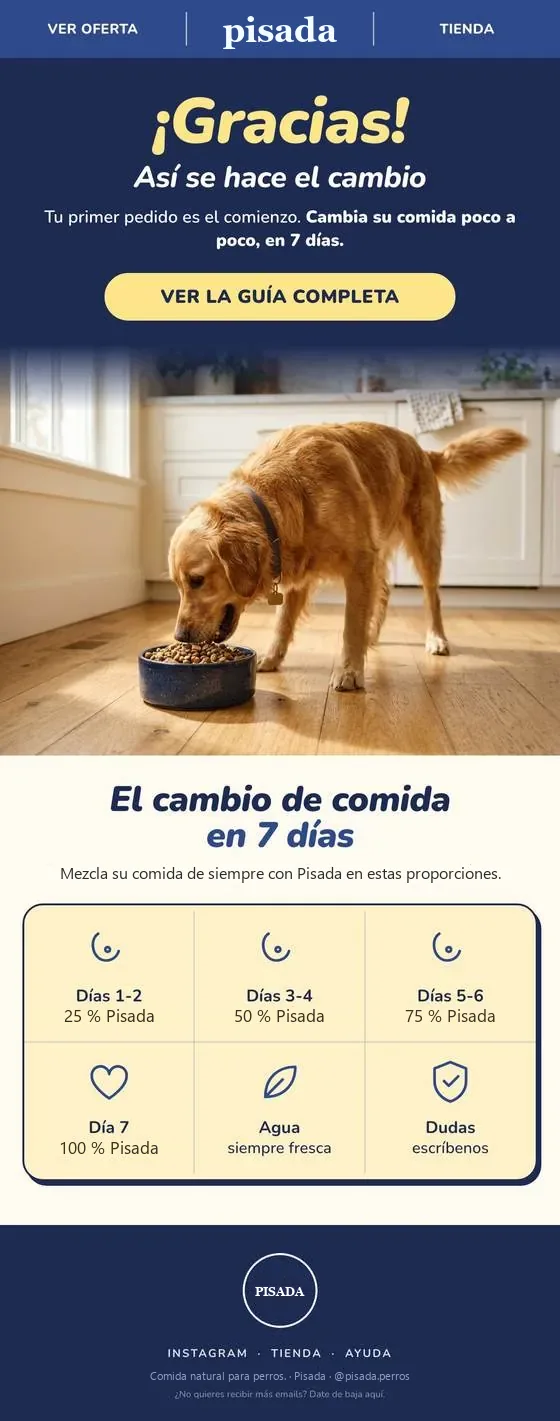 VER OFERTA
pisada
TIENDA
¡Gracias!
Así se hace el cambio
Tu primer pedido es el comienzo. Cambia su comida poco a
poco, en 7 días.
VER LA GUÍA COMPLETA
El cambio de comida
en 7 días
Mezcla su comida de siempre con Pisada en estas proporciones.
Días 1-2
25 % Pisada
Días 3-4
50 % Pisada
Días 5-6
75 % Pisada
Día 7
100 % Pisada
Agua
siempre fresca
Dudas
escríbenos
PISADA
INSTAGRAM · TIENDA · AYUDA
Comida natural para perros. · Pisada · @pisada.perros
¿No quieres recibir más emails? Date de baja aquí.